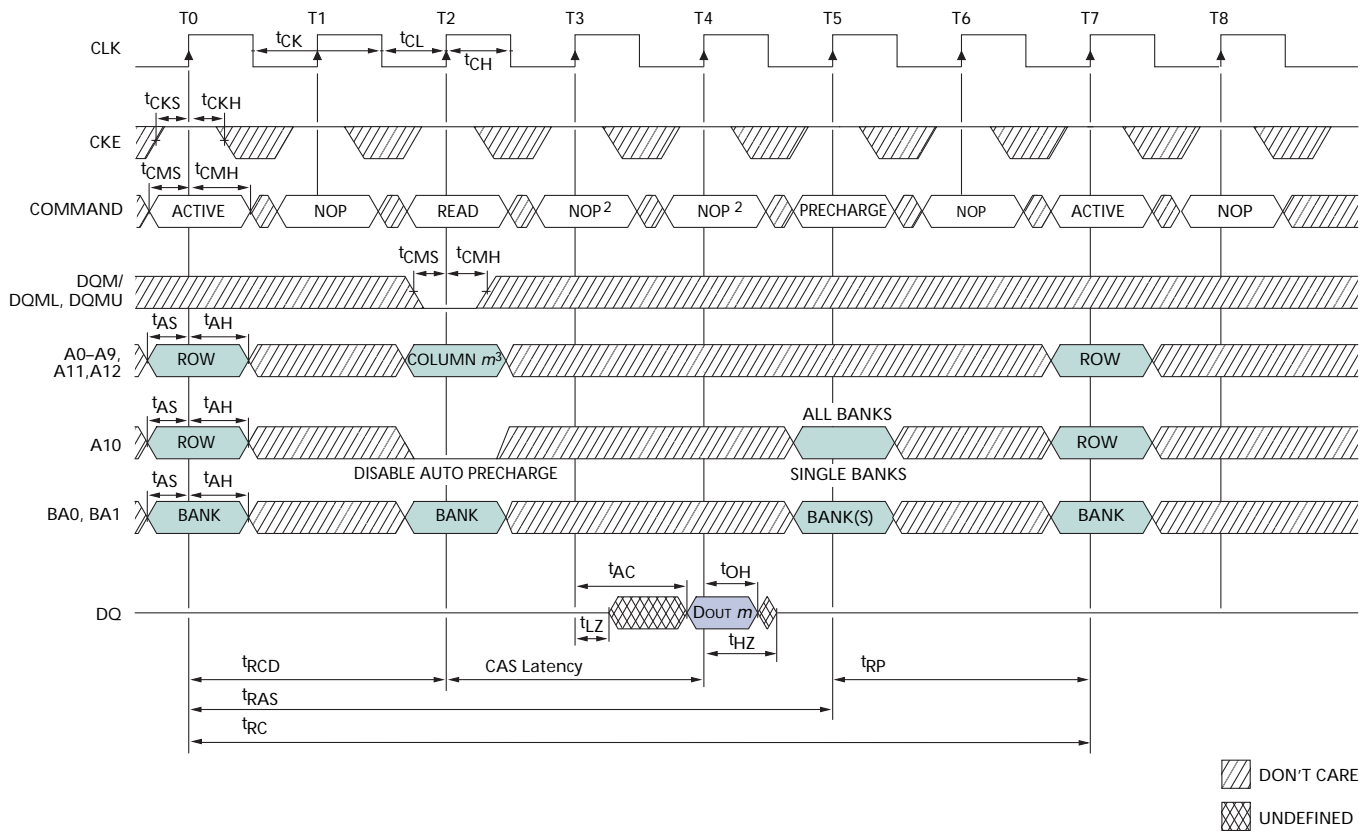 T0 T1 T2 T3 T4 T5 T6 T7 T8
CLK
tCK tCL tCH
tCKS tCKH
CKE
tCMS tCMH
COMMAND ACTIVE NOP READ NOP2 NOP2 PRECHARGE NOP ACTIVE NOP
tCMS tCMH
DQM/
DQML, DQMU
tAS tAH
A0–A9,
A11,A12
ROW COLUMN m3 ROW
tAS tAH
ALL BANKS
A10 ROW ROW
DISABLE AUTO PRECHARGE SINGLE BANKS
tAS tAH
BA0, BA1 BANK BANK BANK(S) BANK
tAC tOH
DQ DOUT m
tLZ tHZ
tRCD CAS Latency tRP
tRAS
tRC
DON'T CARE
UNDEFINED